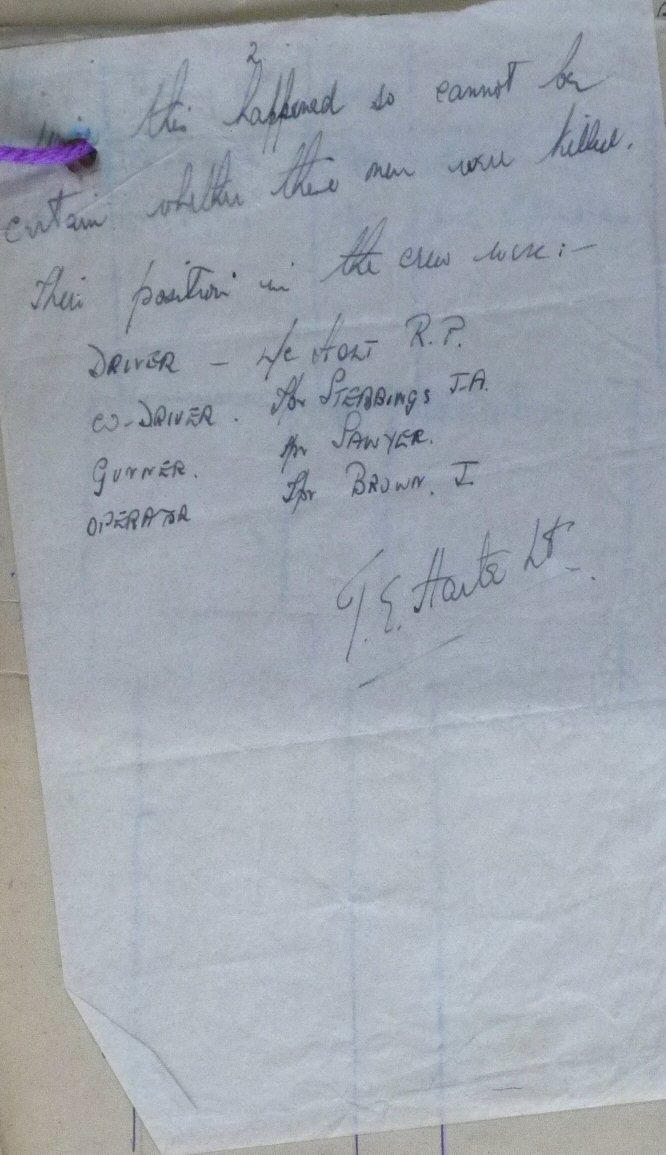 2
this happened so cannot be
certain whether these men were killed.
Their position in the crew were:-
DRIVER - L/C HOLT R.P.
CO-DRIVER. Tpr STEBBINGS J.A.
GUNNER. Tpr SAWYER.
OPERATOR Tpr BROWN. J
T.E. Harte Lt.